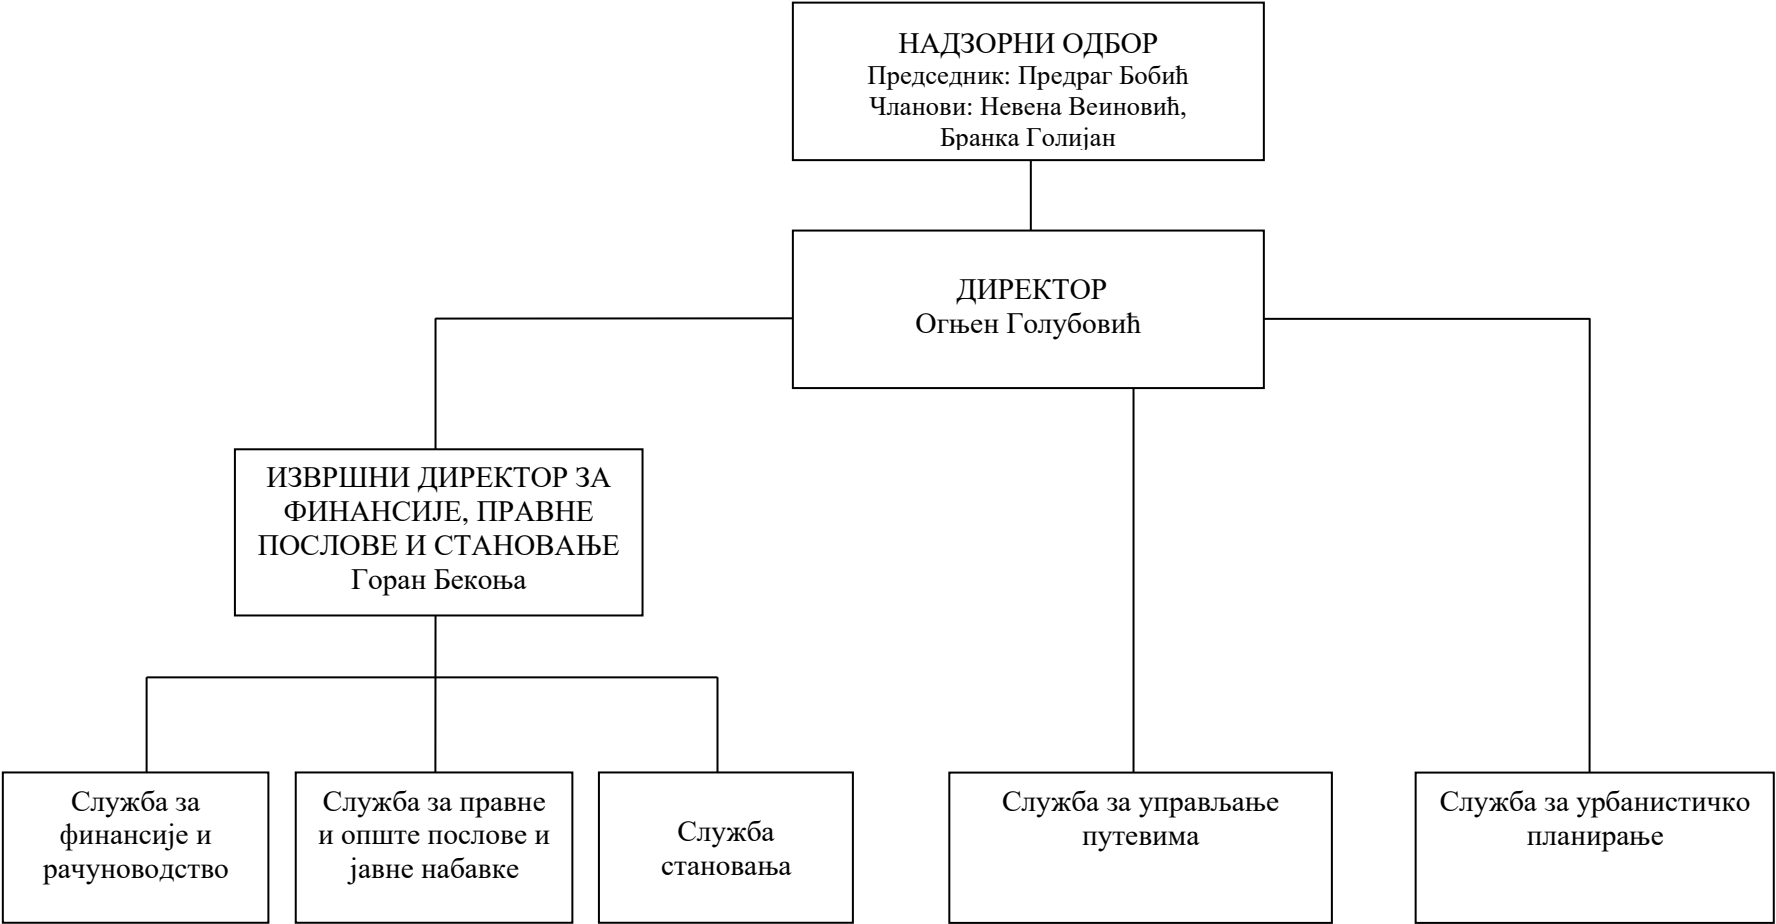 НАДЗОРНИ ОДБОР
Председник: Предраг Бобић
Чланови: Невена Веиновић,
Бранка Голијан
ДИРЕКТОР
Огњен Голубовић
ИЗВРШНИ ДИРЕКТОР ЗА
ФИНАНСИЈЕ, ПРАВНЕ
ПОСЛОВЕ И СТАНОВАЊЕ
Горан Бекоња
Служба за
финансије и
рачуноводство
Служба за правне
и опште послове и
јавне набавке
Служба
становања
Служба за управљање
путевима
Служба за урбанистичко
планирање